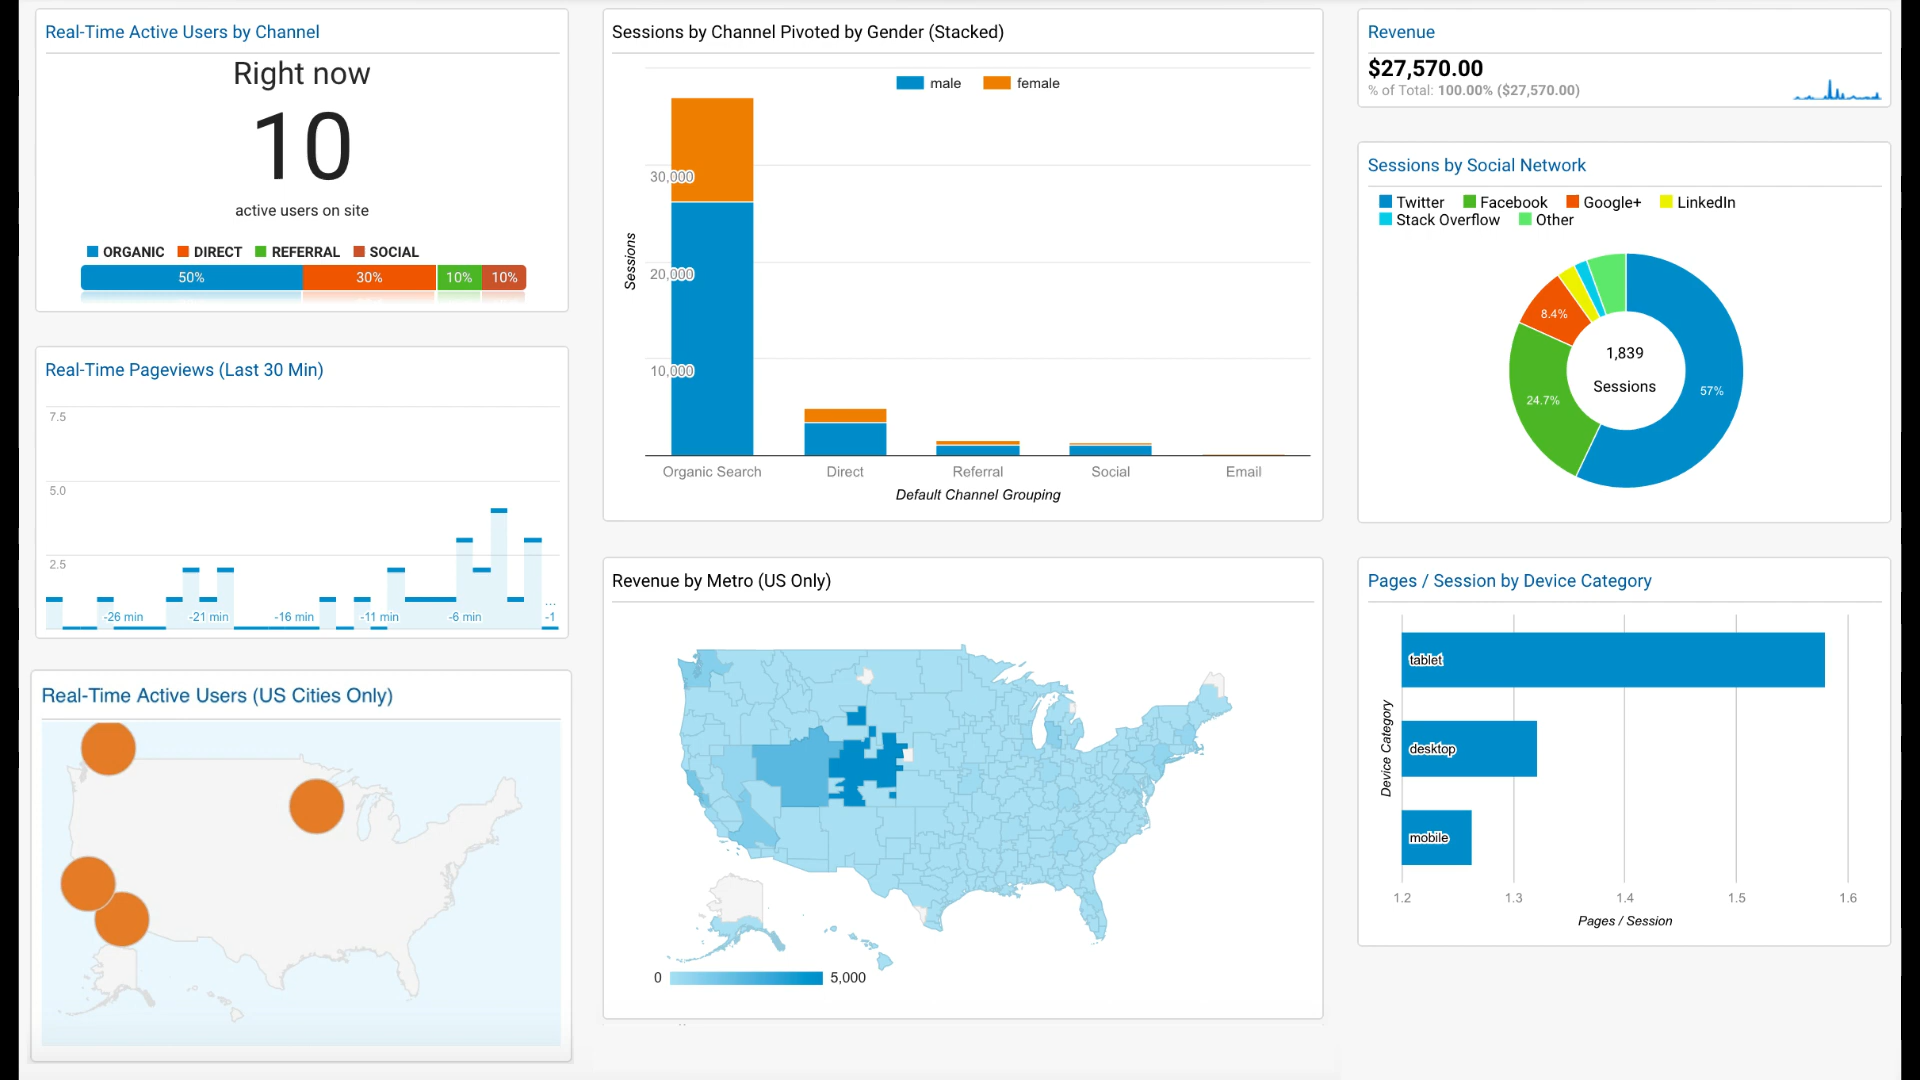 Real-Time Active Users by Channel
Right now
10
active users on site
ORGANIC DIRECT REFERRAL SOCIAL
50% 30% 10% 10%
Real-Time Pageviews (Last 30 Min)
7.5
5.0
2.5
...
-26 min -21 min -16 min -11 min -6 min -1
Real-Time Active Users (US Cities Only)
Sessions by Channel Pivoted by Gender (Stacked)
male female
30,000
20,000
10,000
Sessions
Organic Search Direct Referral Social Email
Default Channel Grouping
Revenue by Metro (US Only)
0 5,000
Revenue
$27,570.00
% of Total: 100.00% ($27,570.00)
Sessions by Social Network
Twitter Facebook Google+ LinkedIn
Stack Overflow Other
8.4%
1,839
Sessions
57%
24.7%
Pages / Session by Device Category
tablet
desktop
mobile
Device Category
1.2 1.3 1.4 1.5 1.6
Pages / Session